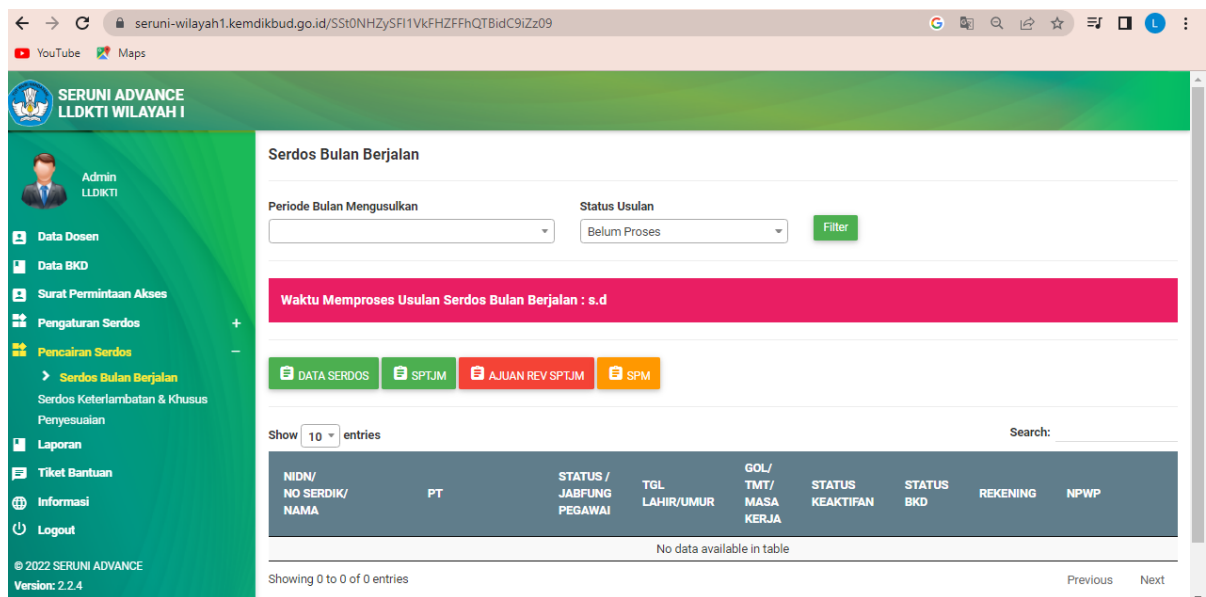 seruni-wilayah1.kemdikbud.go.id/SSt0NHZySFI1VkFHZFFhQTBidC9iZz09
YouTube Maps
SERUNI ADVANCE
LLDKTI WILAYAH I
Admin
LLDIKTI
Data Dosen
Data BKD
Surat Permintaan Akses
Pengaturan Serdos +
Pencairan Serdos –
Serdos Bulan Berjalan
Serdos Keterlambatan & Khusus
Penyesuaian
Laporan
Tiket Bantuan
Informasi
Logout
© 2022 SERUNI ADVANCE
Version: 2.2.4
Serdos Bulan Berjalan
Periode Bulan Mengusulkan Status Usulan
Belum Proses Filter
Waktu Memproses Usulan Serdos Bulan Berjalan : s.d
DATA SERDOS SPTJM AJUAN REV SPTJM SPM
Show 10 entries Search:
NIDN/
NO SERDIK/
NAMA
PT
STATUS /
JABFUNG
PEGAWAI
TGL
LAHIR/UMUR
GOL/
TMT/
MASA
KERJA
STATUS
KEAKTIFAN
STATUS
BKD
REKENING
NPWP
No data available in table
Showing 0 to 0 of 0 entries Previous Next
L